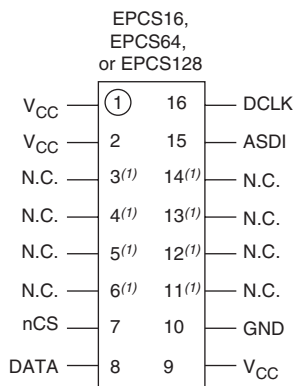 EPCS16,
EPCS64,
or EPCS128
VCC 1 16 DCLK
VCC 2 15 ASDI
N.C. 3(1) 14(1) N.C.
N.C. 4(1) 13(1) N.C.
N.C. 5(1) 12(1) N.C.
N.C. 6(1) 11(1) N.C.
nCS 7 10 GND
DATA 8 9 VCC